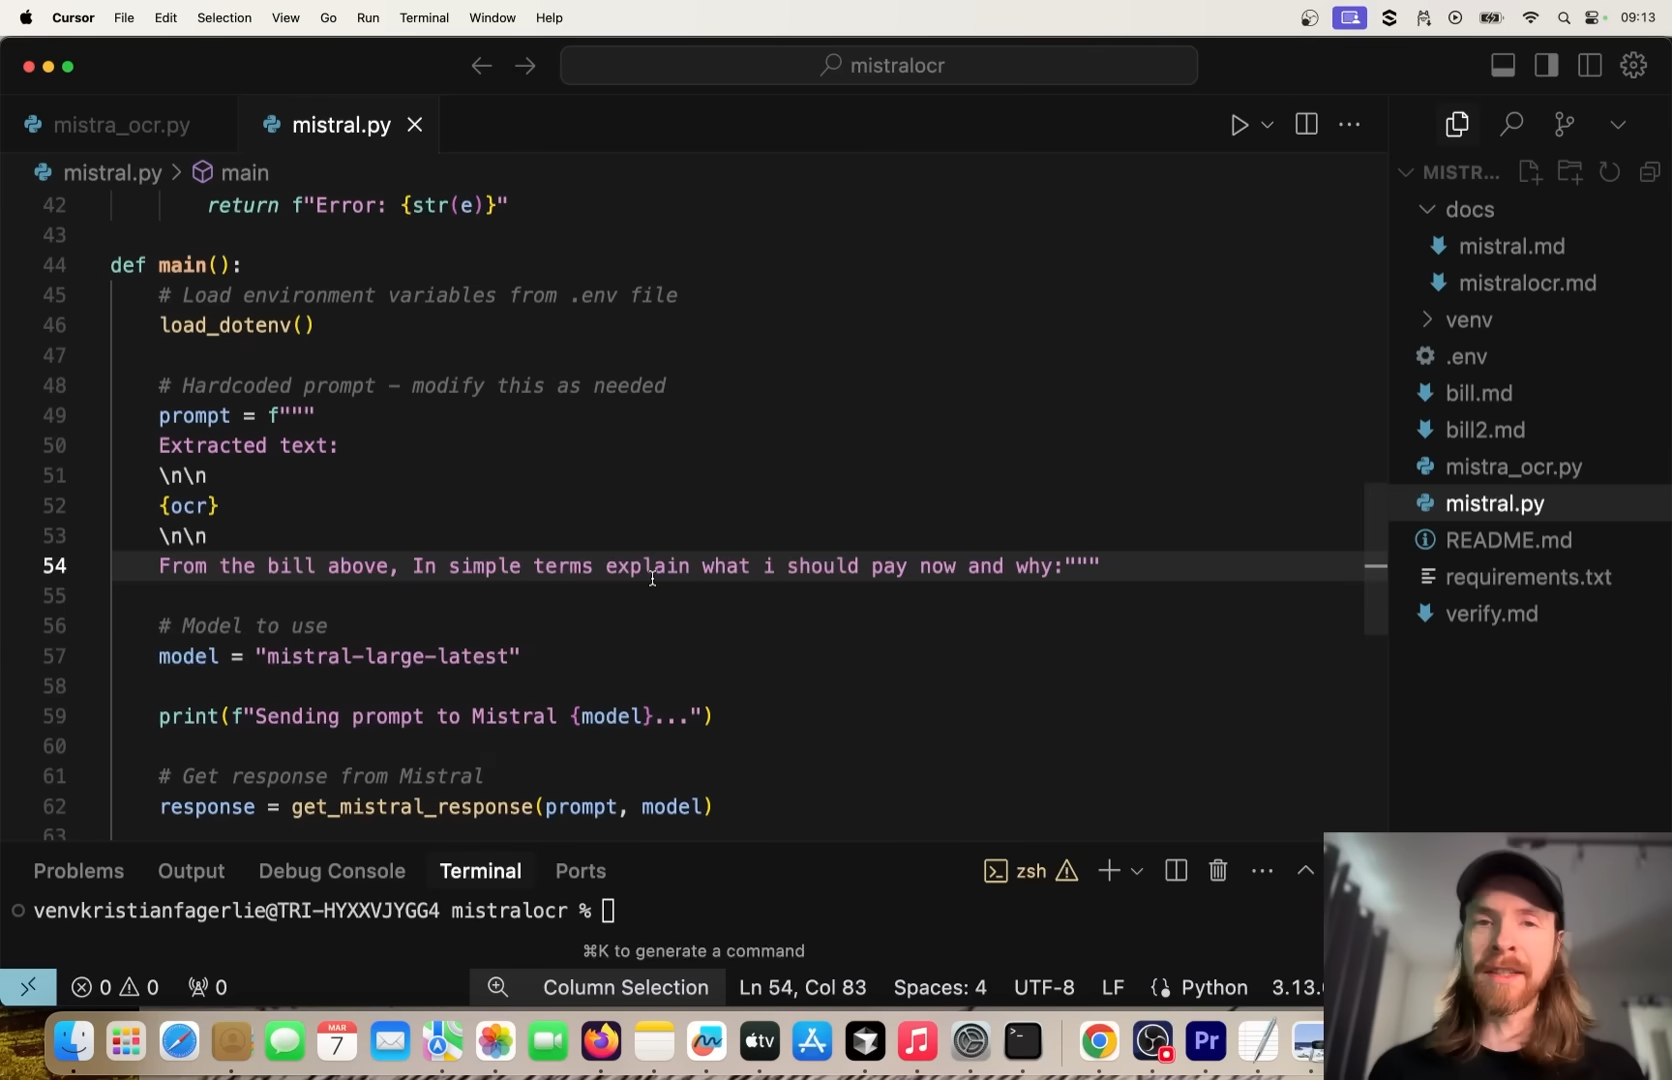 Cursor File Edit Selection View Go Run Terminal Window Help 09:13
mistralocr
mistra_ocr.py mistral.py
mistral.py > main
42 return f"Error: {str(e)}"
43
44 def main():
45 # Load environment variables from .env file
46 load_dotenv()
47
48 # Hardcoded prompt – modify this as needed
49 prompt = f"""
50 Extracted text:
51 \n\n
52 {ocr}
53 \n\n
54 From the bill above, In simple terms explain what i should pay now and why:"""
55
56 # Model to use
57 model = "mistral-large-latest"
58
59 print(f"Sending prompt to Mistral {model}...")
60
61 # Get response from Mistral
62 response = get_mistral_response(prompt, model)
63
MISTR...
docs
mistral.md
mistralocr.md
venv
.env
bill.md
bill2.md
mistra_ocr.py
mistral.py
README.md
requirements.txt
verify.md
Problems Output Debug Console Terminal Ports zsh
venvkristianfagerlie@TRI-HYXXVJYGG4 mistralocr %
⌘K to generate a command
0 0 0 Column Selection Ln 54, Col 83 Spaces: 4 UTF-8 LF {} Python 3.13.
MAR
7
tv
Pr